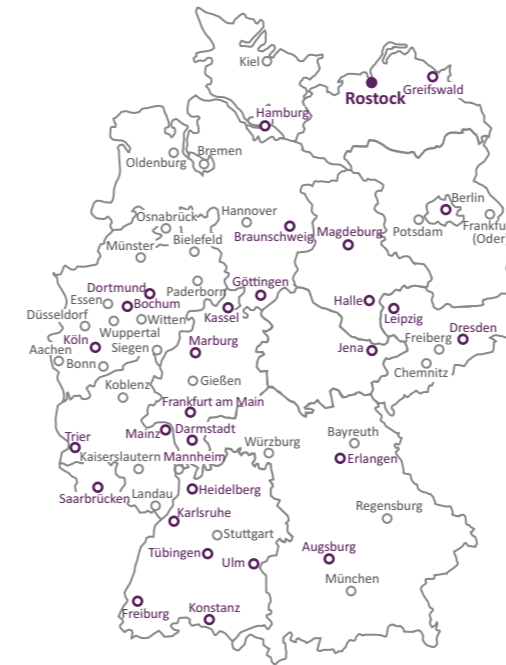 Kiel
Rostock
Greifswald
Hamburg
Oldenburg
Bremen
Berlin
Potsdam
Frankfu
(Oder)
Osnabrück
Hannover
Braunschweig
Magdeburg
Münster
Bielefeld
Dortmund
Paderborn
Göttingen
Essen
Bochum
Halle
Düsseldorf
Witten
Kassel
Leipzig
Wuppertal
Köln
Siegen
Marburg
Jena
Freiberg
Dresden
Aachen
Bonn
Chemnitz
Koblenz
Gießen
Frankfurt am Main
Trier
Mainz
Darmstadt
Würzburg
Bayreuth
Kaiserslautern
Mannheim
Erlangen
Saarbrücken
Landau
Heidelberg
Karlsruhe
Regensburg
Stuttgart
Tübingen
Ulm
Augsburg
München
Freiburg
Konstanz